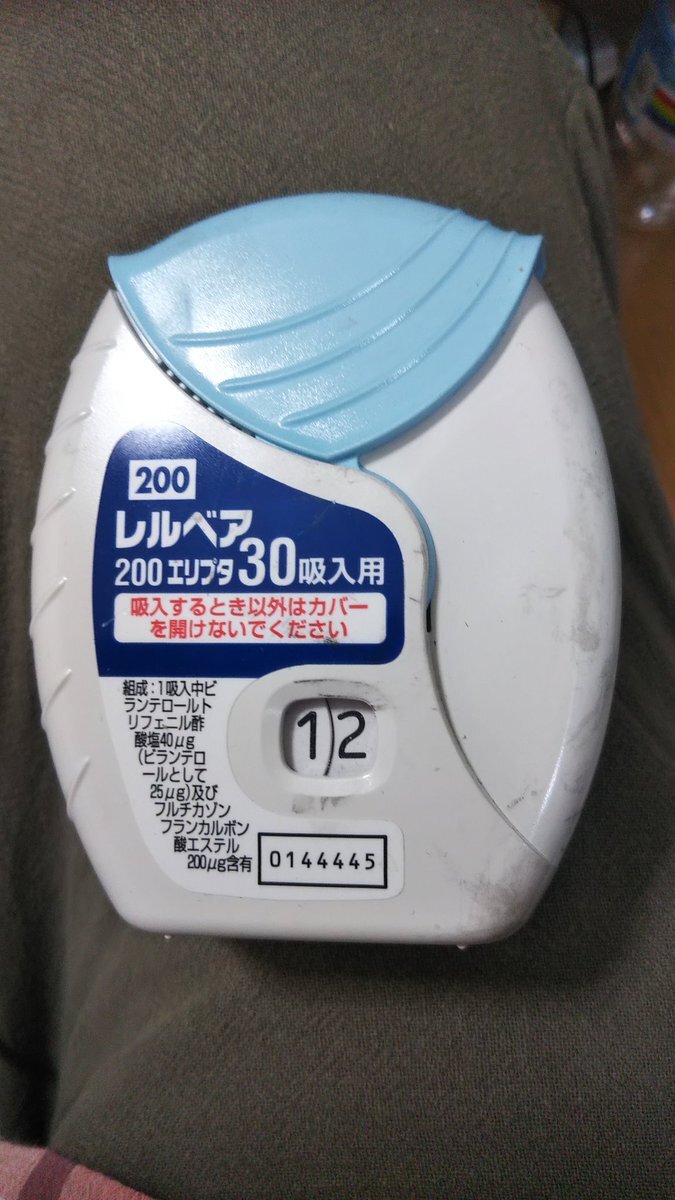 200
レルベア
200エリプタ30吸入用
吸入するとき以外はカバー
を開けないでください
組成:1吸入中ビ
ランテロールト
リフェニル酢
酸塩40μg
(ビランテロ
ールとして
25μg)及び
フルチカゾン
フランカルボン
酸エステル
200μg含有
12
0144445